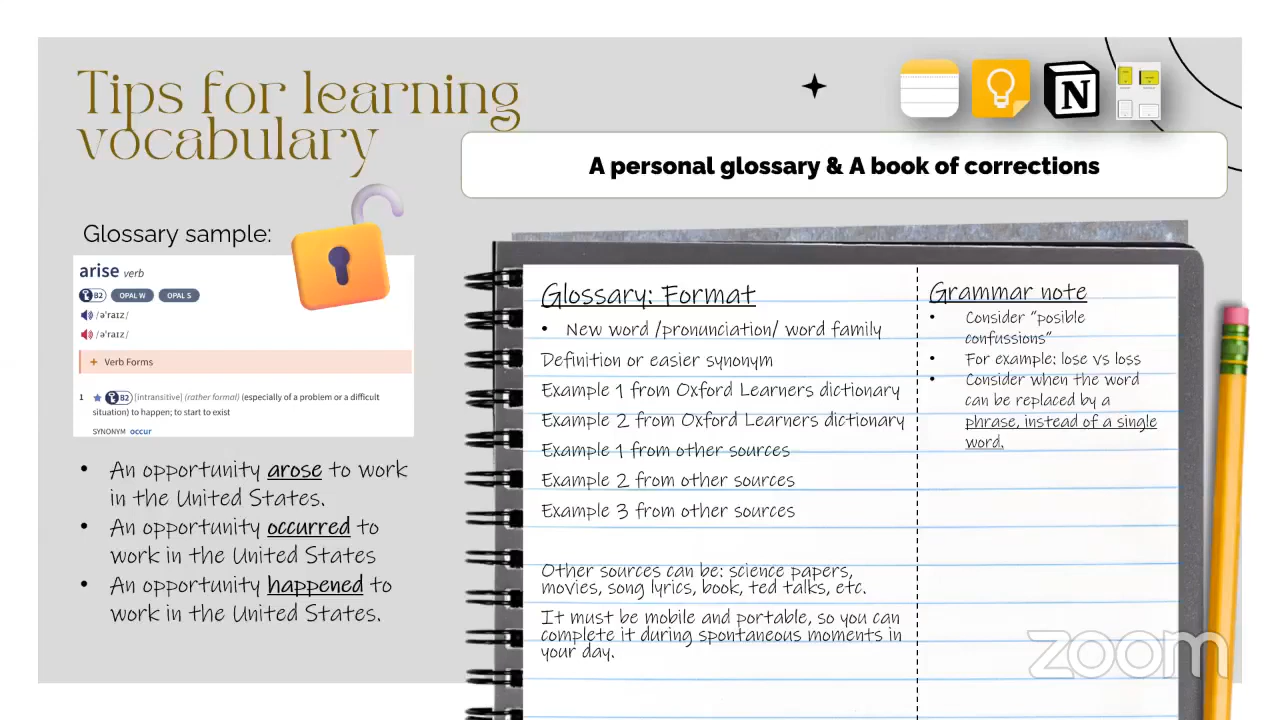 Tips for learning
vocabulary
A personal glossary & A book of corrections
N
Glossary sample:
arise verb
B2 OPAL W OPAL S
/əˈraɪz/
/əˈraɪz/
+ Verb Forms
1 ★ B2 [intransitive] (rather formal) (especially of a problem or a difficult
situation) to happen; to start to exist
SYNONYM occur
• An opportunity arose to work
in the United States.
• An opportunity occurred to
work in the United States
• An opportunity happened to
work in the United States.
Glossary: Format
• New word /pronunciation/ word family
Definition or easier synonym
Example 1 from Oxford Learners dictionary
Example 2 from Oxford Learners dictionary
Example 1 from other sources
Example 2 from other sources
Example 3 from other sources
Other sources can be: science papers,
movies, song lyrics, book, ted talks, etc.
It must be mobile and portable, so you can
complete it during spontaneous moments in
your day.
Grammar note
• Consider “posible
confussions”
• For example: lose vs loss
• Consider when the word
can be replaced by a
phrase, instead of a single
word.
zoom